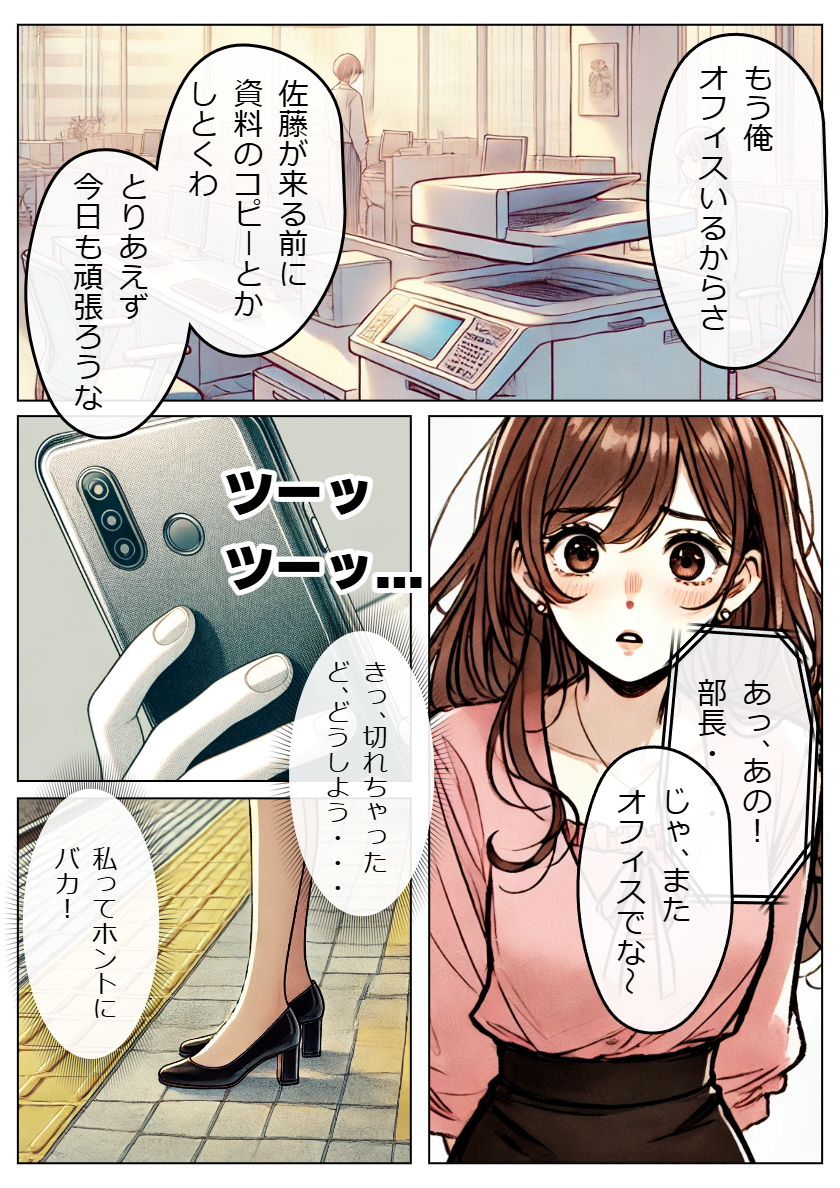 もう俺
オフィスいるからさ
佐藤が来る前に
資料のコピーとか
しとくわ
とりあえず
今日も頑張ろうな
あっ、あの！
部長・・・
じゃ、また
オフィスでな～
ツーッ
ツーッ…
きっ、切れちゃった
ど、どうしよう・・・
私ってホントに
バカ！